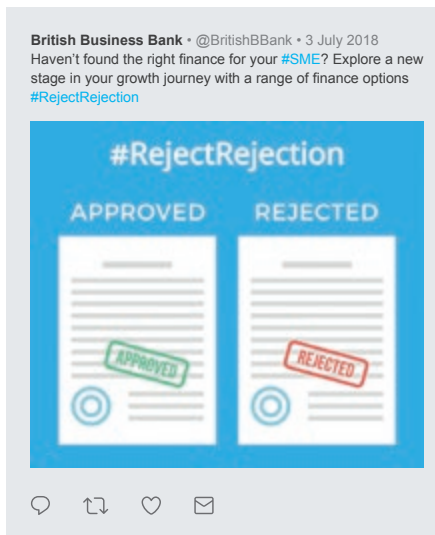 British Business Bank • @BritishBBank • 3 July 2018
Haven’t found the right finance for your #SME? Explore a new
stage in your growth journey with a range of finance options
#RejectRejection
#RejectRejection
APPROVED REJECTED
APPROVED REJECTED